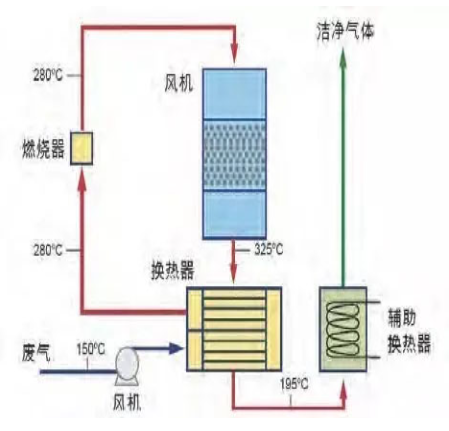 洁净气体
280℃
风机
燃烧器
280℃
325℃
换热器
辅助
换热器
废气
150℃
195℃
风机